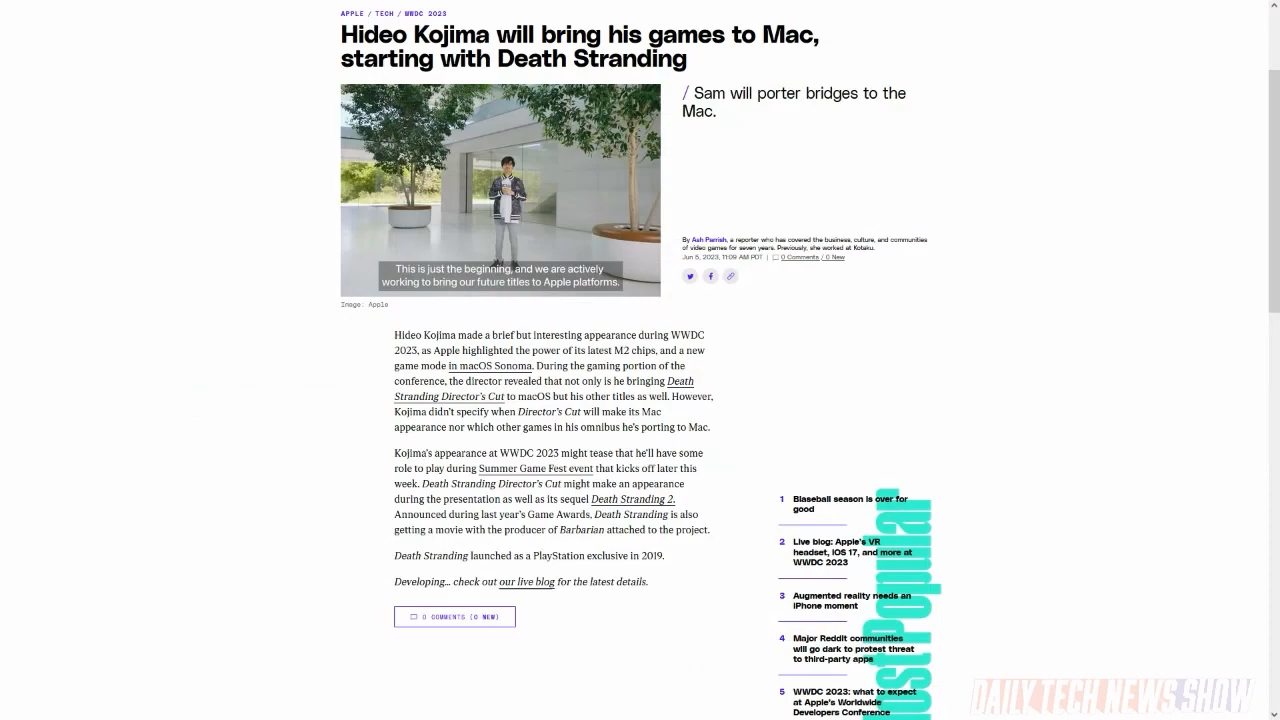 APPLE / TECH / WWDC 2023
Hideo Kojima will bring his games to Mac,
starting with Death Stranding
/ Sam will porter bridges to the
Mac.
By Ash Parrish, a reporter who has covered the business, culture, and communities
of video games for seven years. Previously, she worked at Kotaku.
Jun 5, 2023, 11:09 AM PDT | 0 Comments / 0 New
This is just the beginning, and we are actively
working to bring our future titles to Apple platforms.
Image: Apple
Hideo Kojima made a brief but interesting appearance during WWDC
2023, as Apple highlighted the power of its latest M2 chips, and a new
game mode in macOS Sonoma. During the gaming portion of the
conference, the director revealed that not only is he bringing Death
Stranding Director's Cut to macOS but his other titles as well. However,
Kojima didn't specify when Director's Cut will make its Mac
appearance nor which other games in his omnibus he's porting to Mac.
Kojima's appearance at WWDC 2023 might tease that he'll have some
role to play during Summer Game Fest event that kicks off later this
week. Death Stranding Director's Cut might make an appearance
during the presentation as well as its sequel Death Stranding 2.
Announced during last year's Game Awards, Death Stranding is also
getting a movie with the producer of Barbarian attached to the project.
Death Stranding launched as a PlayStation exclusive in 2019.
Developing... check out our live blog for the latest details.
0 COMMENTS (0 NEW)
ost Popular
1 Blaseball season is over for
good
2 Live blog: Apple's VR
headset, iOS 17, and more at
WWDC 2023
3 Augmented reality needs an
iPhone moment
4 Major Reddit communities
will go dark to protest threat
to third-party apps
5 WWDC 2023: what to expect
at Apple's Worldwide
Developers Conference
DAILY TECH NEWS SHOW